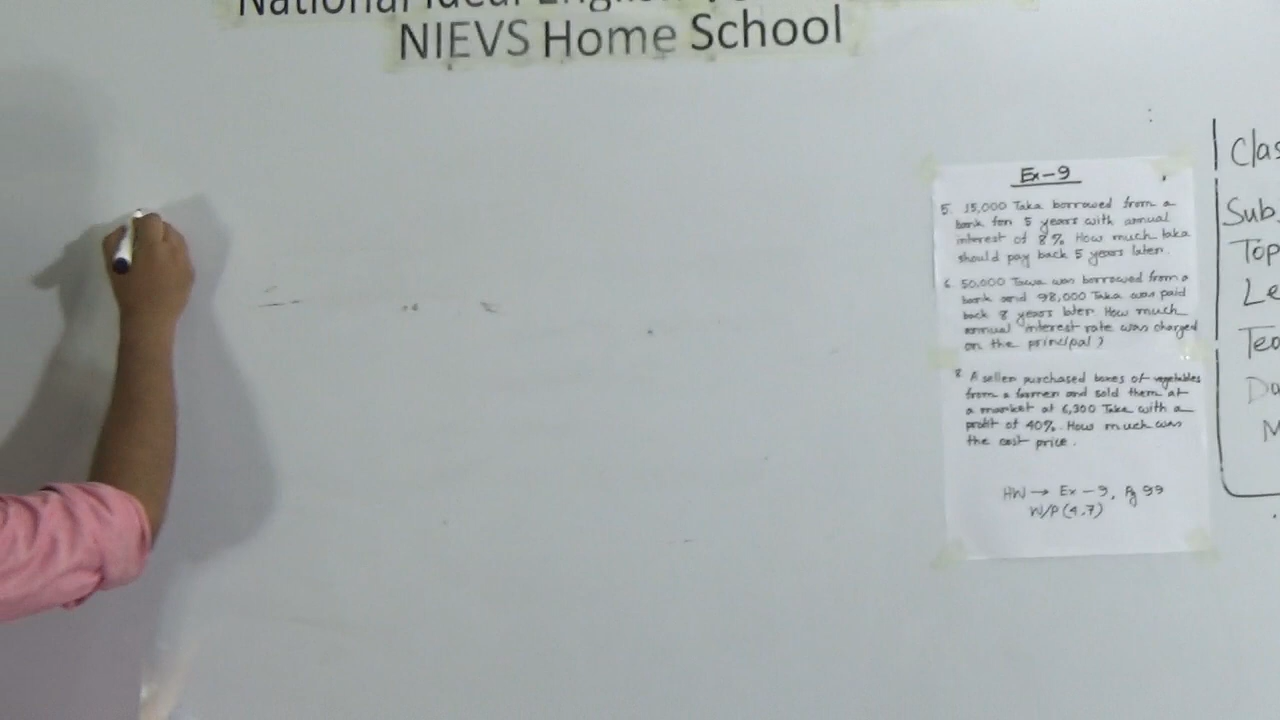 National Ideal English
NIEVS Home School
Ex-9
5. 15,000 Taka borrowed from a
bank for 5 years with annual
interest of 8% How much taka
should pay back 5 years later.
6. 50,000 Tawa was borrowed from a
bank and 98,000 Taka was paid
back 8 years later How much
annual interest rate was charged
on the principal?
8. A seller purchased boxes of vegetables
from a farmer and sold them at
a market at 6,300 Taka with a
profit of 40%. How much was
the cost price.
HW → Ex-9, Pg 99
W/P (4,7)
Clas
Sub
Top
Le
Tea
Da
M